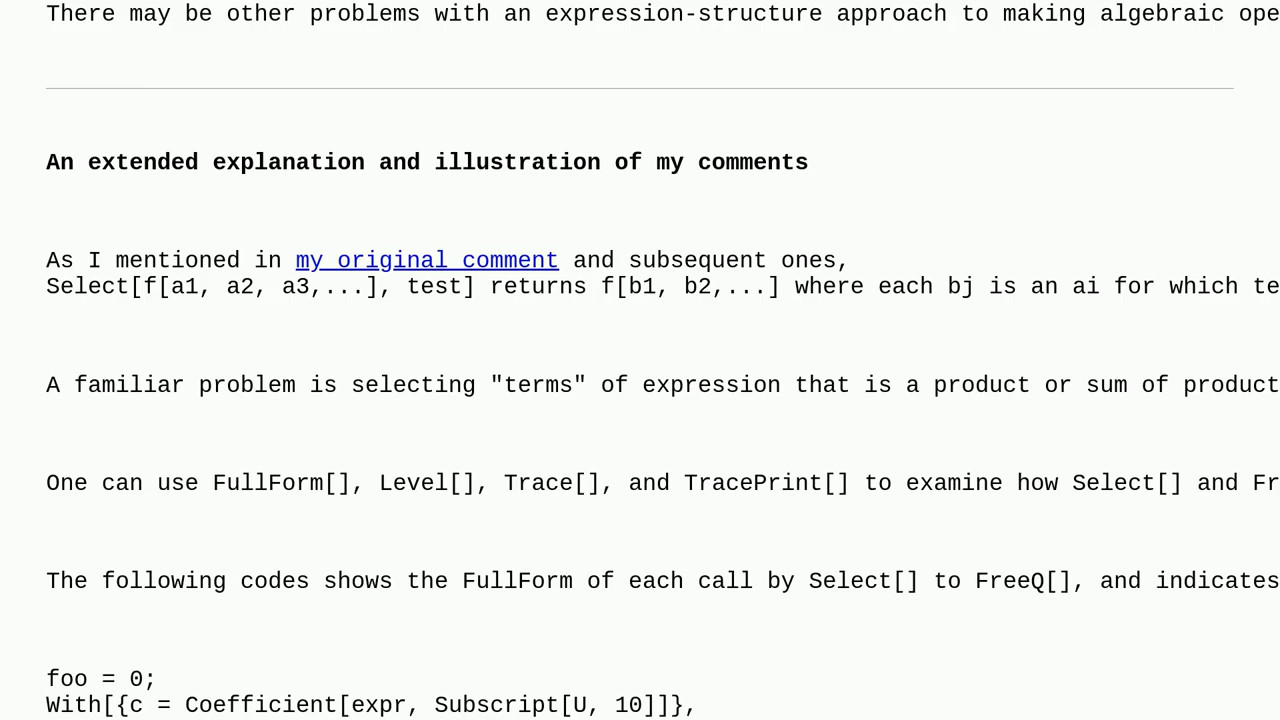 There may be other problems with an expression-structure approach to making algebraic ope
An extended explanation and illustration of my comments
As I mentioned in my original comment and subsequent ones,
Select[f[a1, a2, a3,...], test] returns f[b1, b2,...] where each bj is an ai for which te
A familiar problem is selecting "terms" of expression that is a product or sum of product
One can use FullForm[], Level[], Trace[], and TracePrint[] to examine how Select[] and Fr
The following codes shows the FullForm of each call by Select[] to FreeQ[], and indicates
foo = 0;
With[{c = Coefficient[expr, Subscript[U, 10]]},